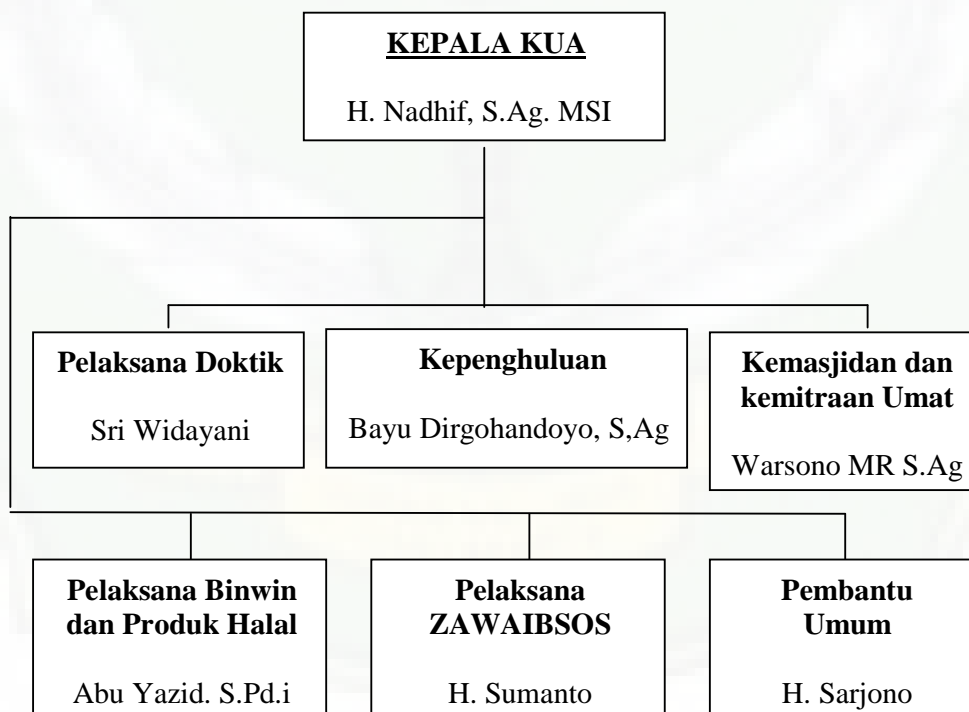 KEPALA KUA
H. Nadhif, S.Ag. MSI
Pelaksana Doktik
Sri Widayani
Kepenghuluan
Bayu Dirgohandoyo, S,Ag
Kemasjidan dan
kemitraan Umat
Warsono MR S.Ag
Pelaksana Binwin
dan Produk Halal
Abu Yazid. S.Pd.i
Pelaksana
ZAWAIBSOS
H. Sumanto
Pembantu
Umum
H. Sarjono